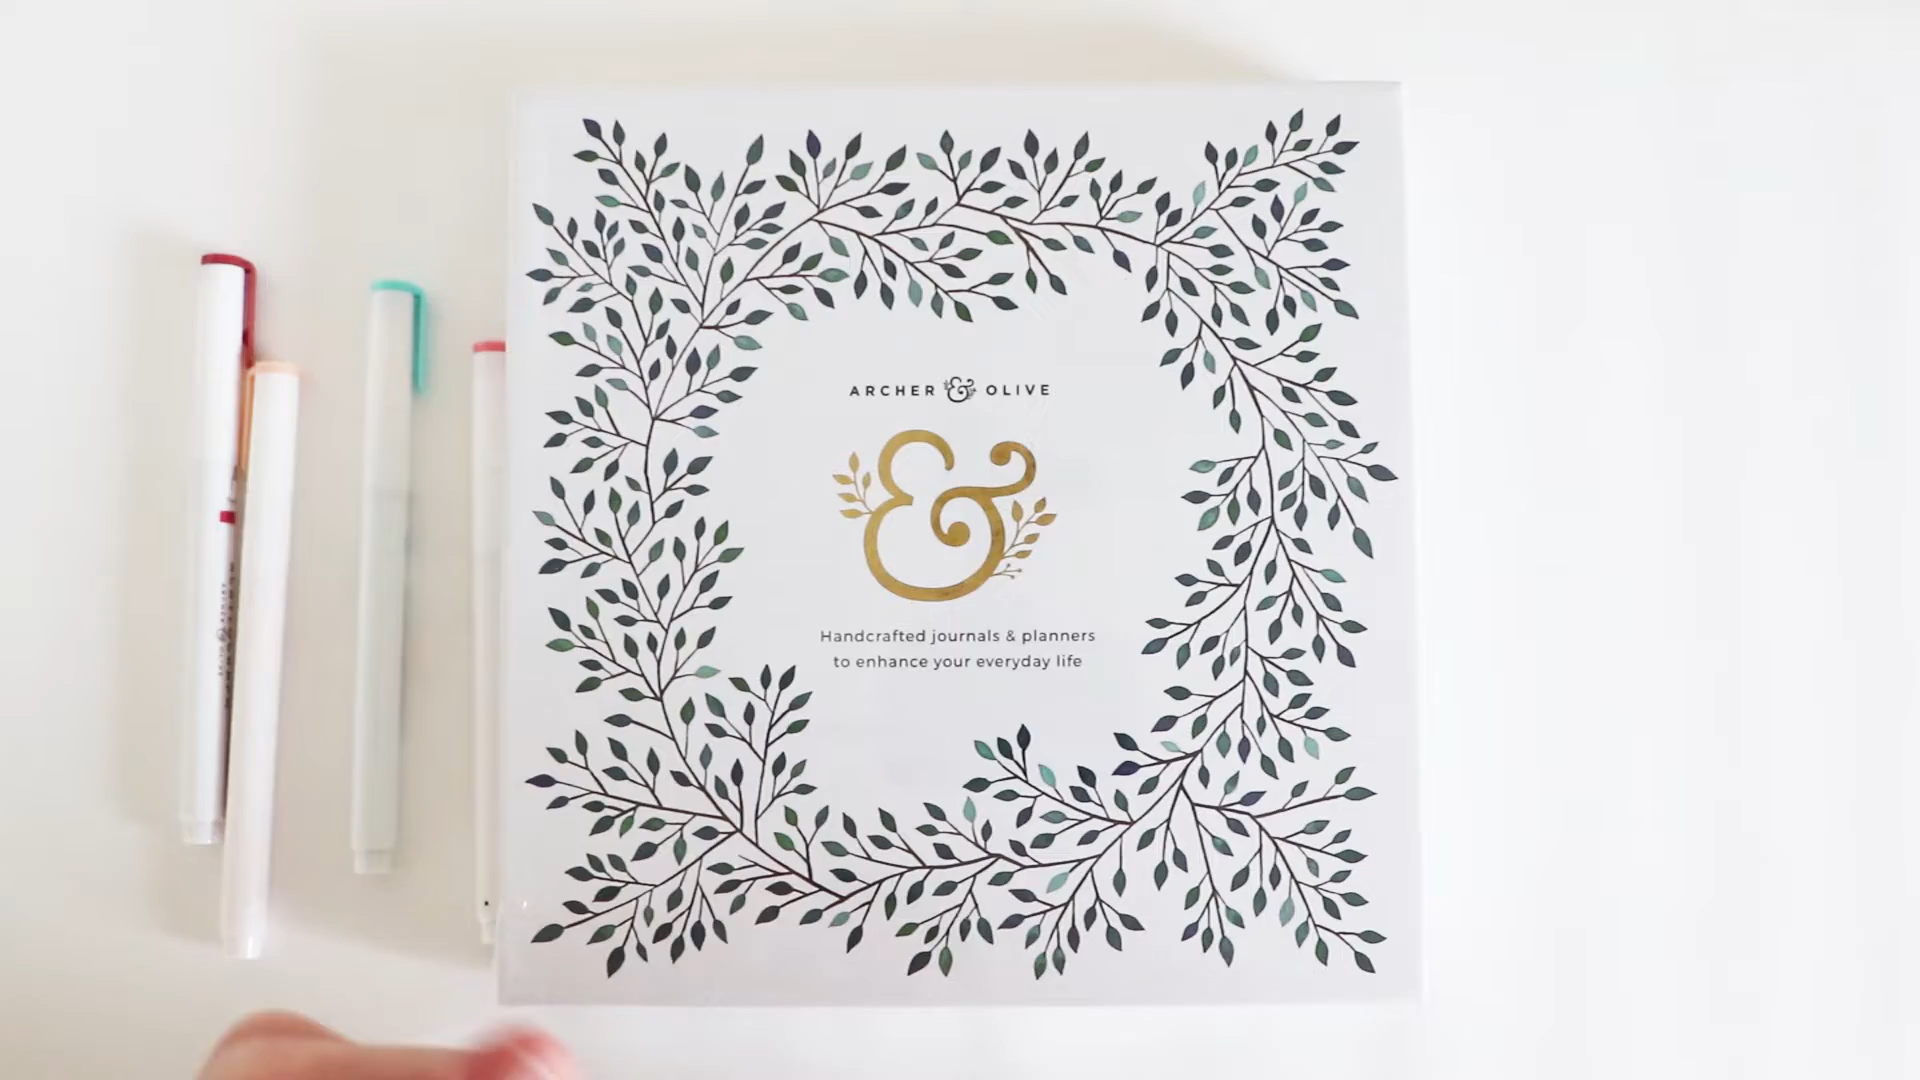 ARCHER & OLIVE
&
Handcrafted journals & planners
to enhance your everyday life